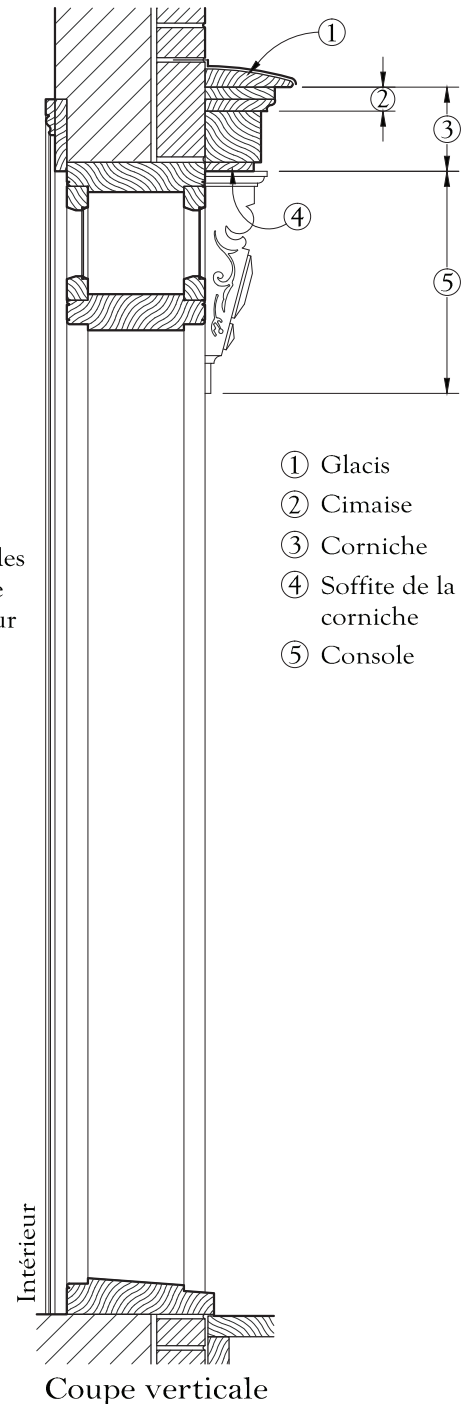 ①
②
③
④
⑤
① Glacis
② Cimaise
③ Corniche
④ Soffite de la
corniche
⑤ Console
Intérieur
Coupe verticale